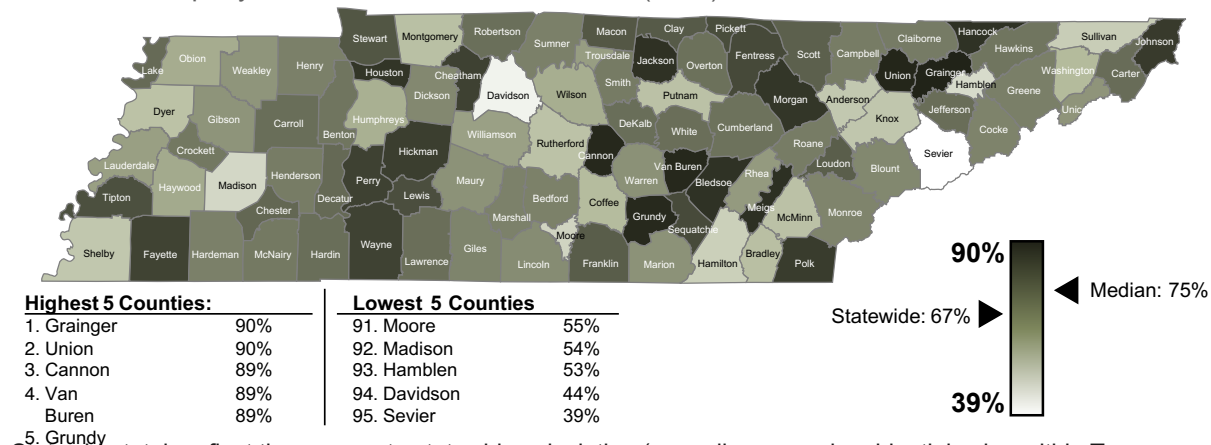 Stewart
Montgomery
Robertson
Sumner
Macon
Clay
Pickett
Trousdale
Jackson
Overton
Fentress
Scott
Campbell
Claiborne
Hancock
Hawkins
Sullivan
Johnson
Lake
Obion
Weakley
Henry
Houston
Cheatham
Dickson
Davidson
Wilson
Smith
Putnam
Morgan
Anderson
Union
Grainger
Hamblen
Washington
Carter
Greene
Unic
Dyer
Gibson
Carroll
Benton
Humphreys
Williamson
Rutherford
DeKalb
White
Cumberland
Roane
Knox
Jefferson
Cocke
Sevier
Lauderdale
Crockett
Haywood
Madison
Henderson
Decatur
Perry
Hickman
Lewis
Maury
Bedford
Cannon
Coffee
Warren
Van Buren
Bledsoe
Rhea
Meigs
Loudon
Blount
Monroe
McMinn
Tipton
Chester
Shelby
Fayette
Hardeman
McNairy
Hardin
Wayne
Lawrence
Giles
Marshall
Lincoln
Moore
Franklin
Grundy
Sequatchie
Marion
Hamilton
Bradley
Polk
90%
Median: 75%
Statewide: 67%
39%
Highest 5 Counties:
1. Grainger 90%
2. Union 90%
3. Cannon 89%
4. Van 89%
Buren 89%
5. Grundy
Lowest 5 Counties
91. Moore 55%
92. Madison 54%
93. Hamblen 53%
94. Davidson 44%
95. Sevier 39%